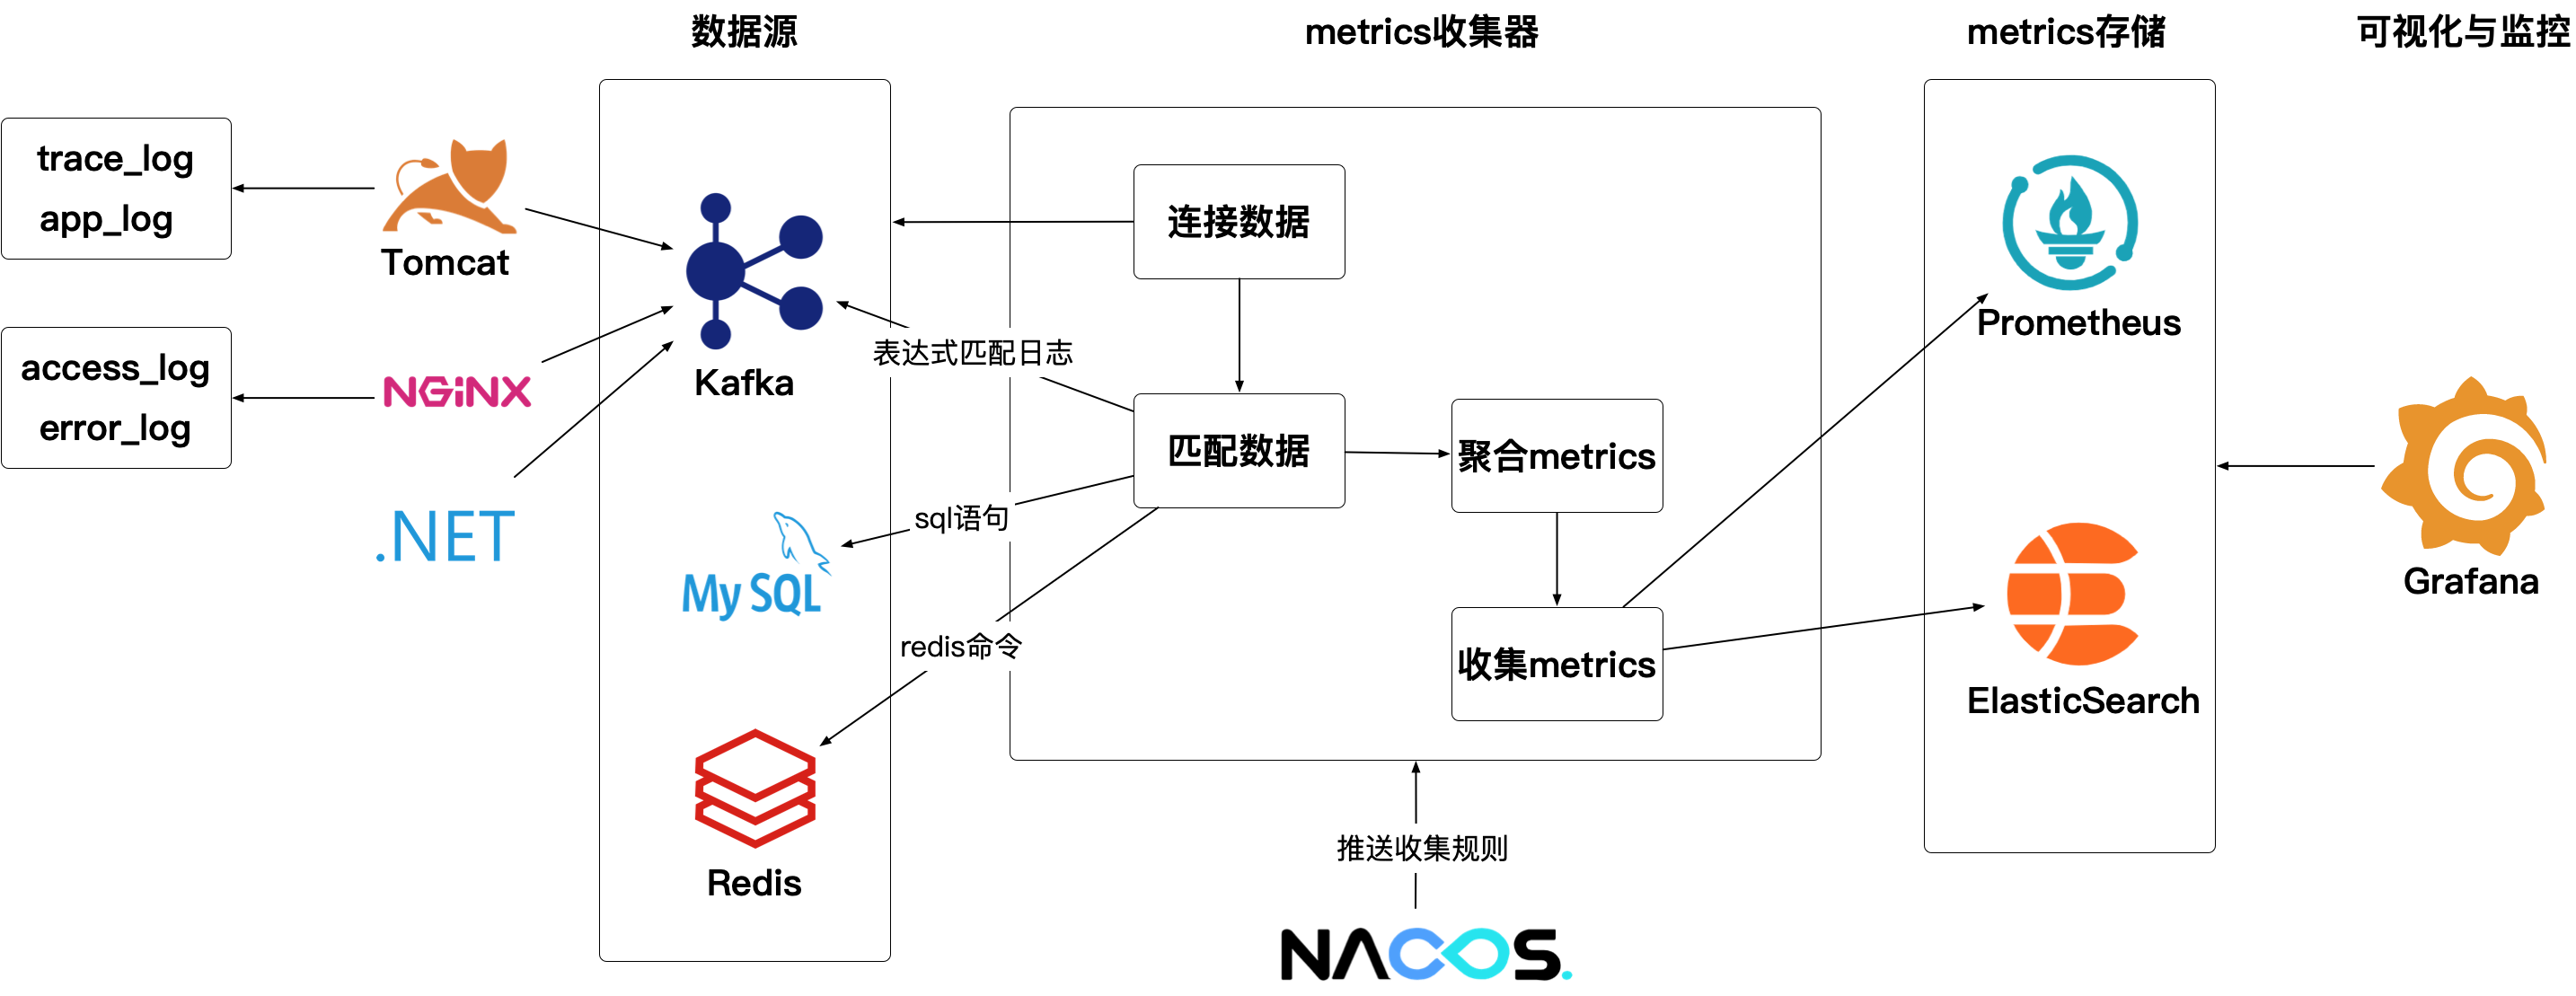 数据源
metrics收集器
metrics存储
可视化与监控
trace_log
app_log
Tomcat
access_log
error_log
NGiNX
.NET
Kafka
MySQL
Redis
连接数据
表达式匹配日志
匹配数据
sql语句
redis命令
聚合metrics
收集metrics
推送收集规则
NACOS.
Prometheus
ElasticSearch
Grafana